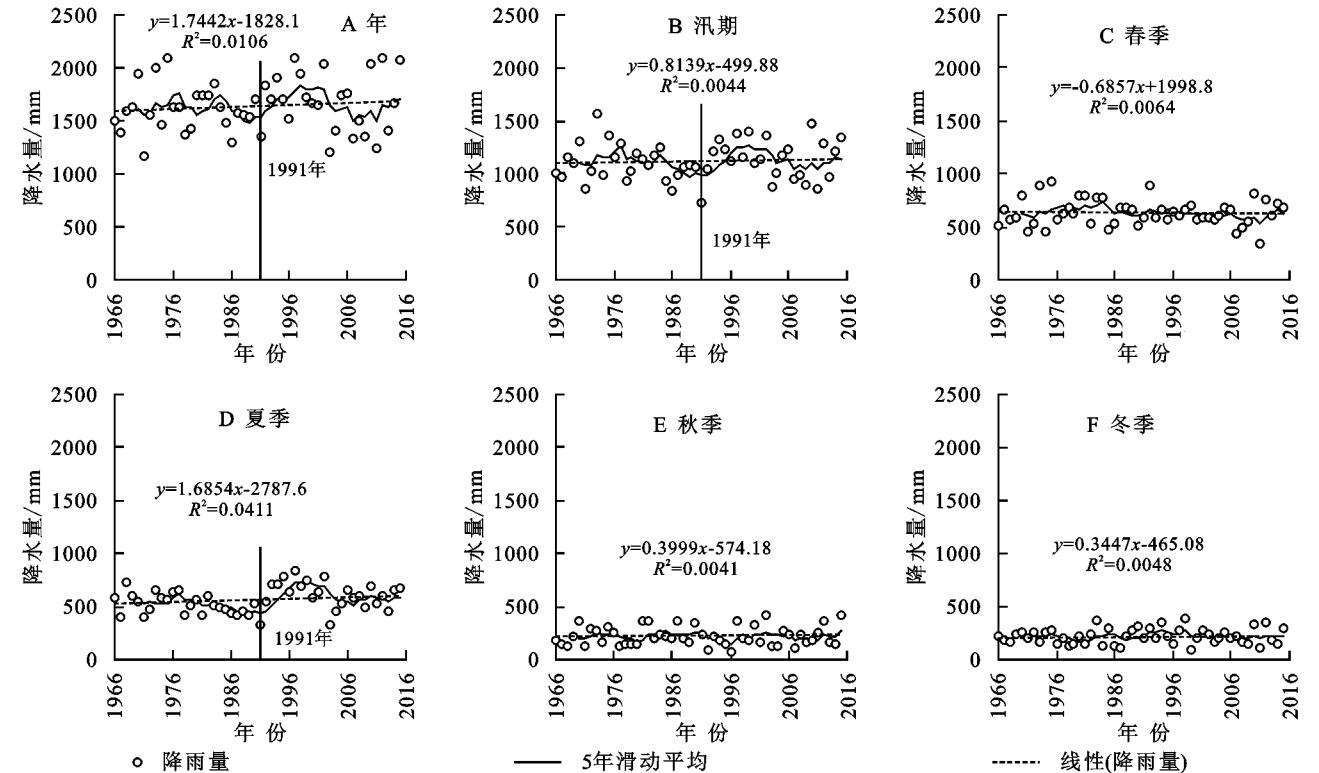 y=1.7442x-1828.1
R²=0.0106
A 年
降水量/mm
2500
2000
1500
1000
500
0
1991年
1966
1976
1986
1996
2006
2016
年 份
B 汛期
y=0.8139x-499.88
R²=0.0044
降水量/mm
2500
2000
1500
1000
500
0
1991年
1966
1976
1986
1996
2006
2016
年 份
C 春季
y=-0.6857x+1998.8
R²=0.0064
降水量/mm
2500
2000
1500
1000
500
0
1966
1976
1986
1996
2006
2016
年 份
D 夏季
y=1.6854x-2787.6
R²=0.0411
降水量/mm
2500
2000
1500
1000
500
0
1991年
1966
1976
1986
1996
2006
2016
年 份
E 秋季
y=0.3999x-574.18
R²=0.0041
降水量/mm
2500
2000
1500
1000
500
0
1966
1976
1986
1996
2006
2016
年 份
F 冬季
y=0.3447x-465.08
R²=0.0048
降水量/mm
2500
2000
1500
1000
500
0
1966
1976
1986
1996
2006
2016
年 份
降雨量
5年滑动平均
线性(降雨量)